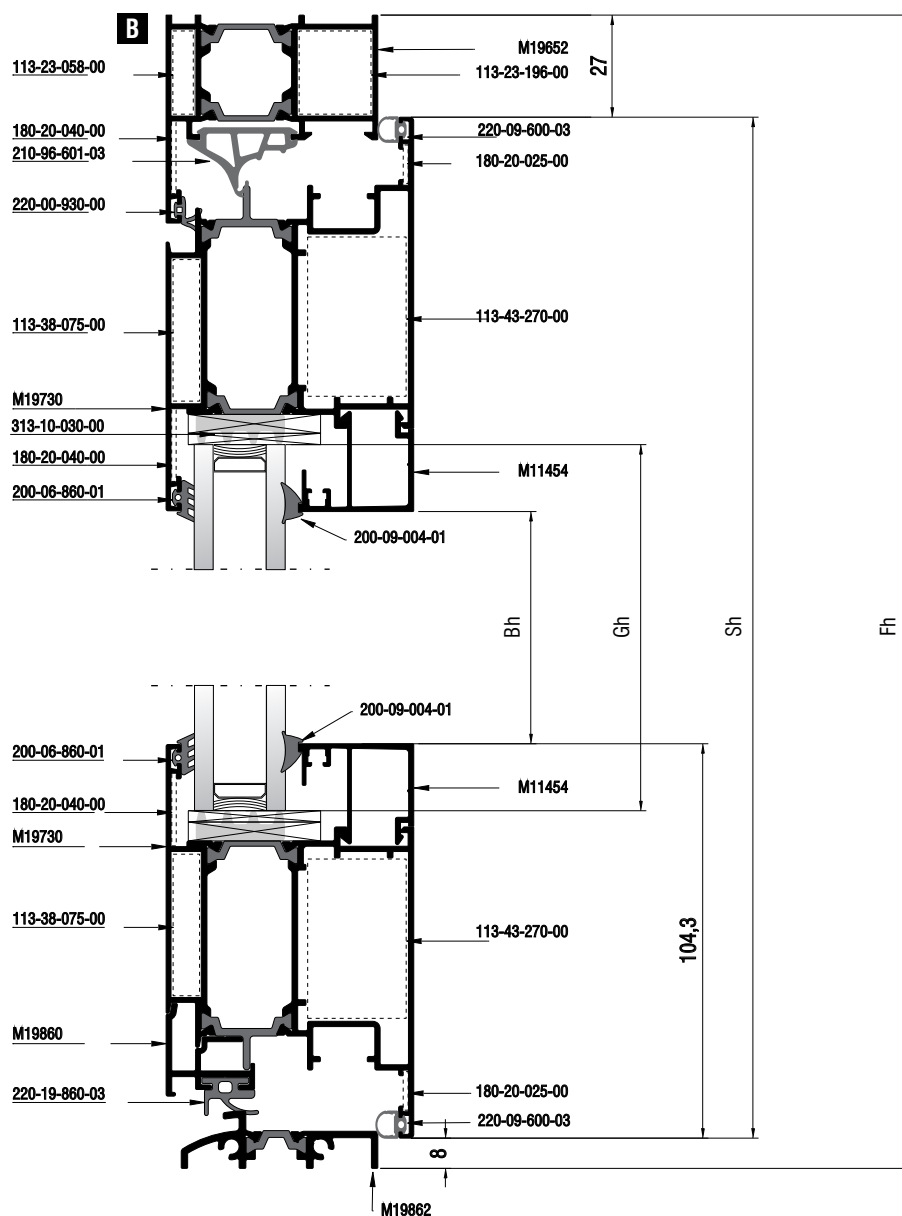 B
M19652
113-23-058-00
113-23-196-00
27
180-20-040-00
220-09-600-03
210-96-601-03
180-20-025-00
220-00-930-00
113-38-075-00
113-43-270-00
M19730
313-10-030-00
180-20-040-00
M11454
200-06-860-01
200-09-004-01
Bh
Gh
Sh
Fh
200-09-004-01
200-06-860-01
M11454
180-20-040-00
M19730
113-38-075-00
113-43-270-00
104,3
M19860
220-19-860-03
180-20-025-00
220-09-600-03
8
M19862